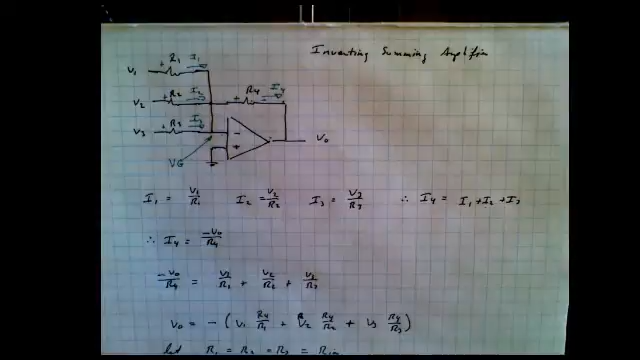 Inverting Summing Amplifier
R1 I1
V1
R2 I2 R4 I4
V2
R3 I3
V3
-
+
Vo
VG
I1 = V1/R1 I2 = V2/R2 I3 = V3/R3 ∴ I4 = I1 + I2 + I3
∴ I4 = -Vo/R4
-Vo/R4 = V1/R1 + V2/R2 + V3/R3
Vo = - ( V1 R4/R1 + V2 R4/R2 + V3 R4/R3 )
let R1 = R2 = R3 = Rin